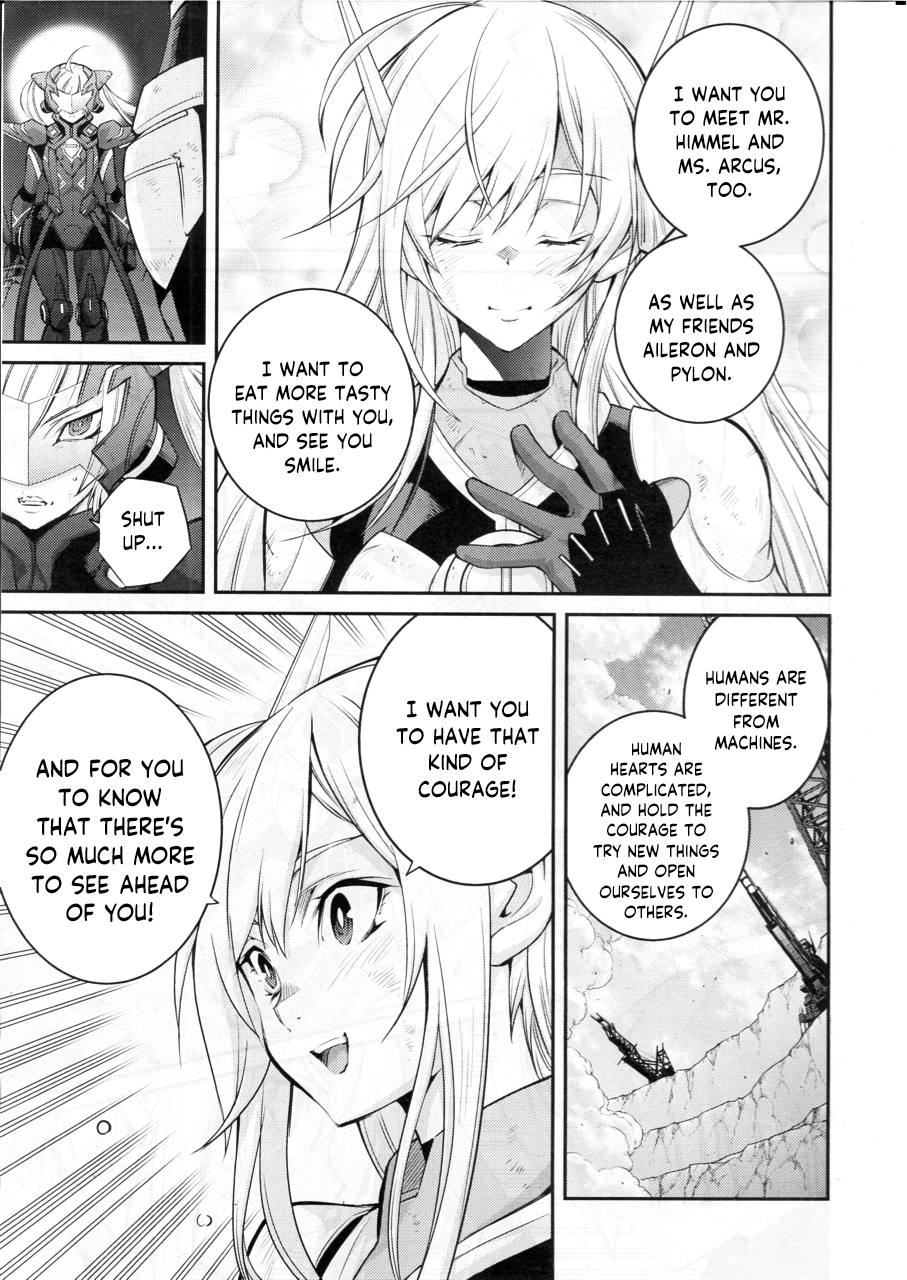 I WANT YOU
TO MEET MR.
HIMMEL AND
MS. ARCUS,
TOO.
AS WELL AS
MY FRIENDS
AILERON AND
PYLON.
I WANT TO
EAT MORE TASTY
THINGS WITH YOU,
AND SEE YOU
SMILE.
SHUT
UP...
HUMANS ARE
DIFFERENT
FROM
MACHINES.
HUMAN
HEARTS ARE
COMPLICATED,
AND HOLD THE
COURAGE TO
TRY NEW THINGS
AND OPEN
OURSELVES TO
OTHERS.
I WANT YOU
TO HAVE THAT
KIND OF
COURAGE!
AND FOR YOU
TO KNOW
THAT THERE'S
SO MUCH MORE
TO SEE AHEAD
OF YOU!